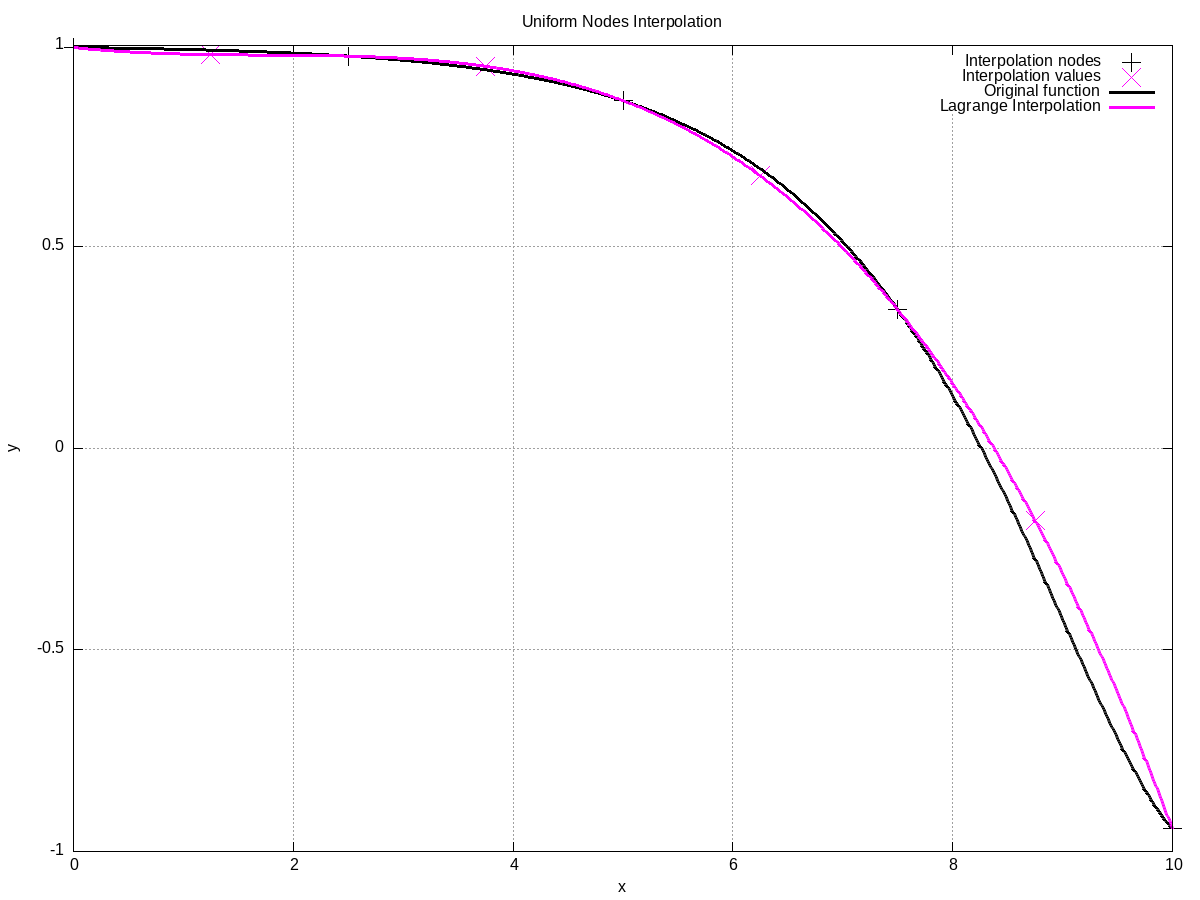 Uniform Nodes Interpolation
Interpolation nodes
Interpolation values
Original function
Lagrange Interpolation
1
0.5
0
-0.5
-1
y
0 2 4 6 8 10
x